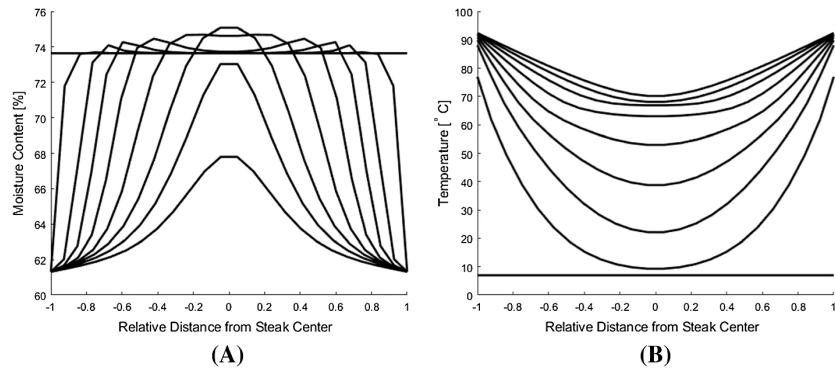 76
74
72
70
68
66
64
62
60
Moisture Content [%]
-1 -0.8 -0.6 -0.4 -0.2 0 0.2 0.4 0.6 0.8 1
Relative Distance from Steak Center
(A)
100
90
80
70
60
50
40
30
20
10
0
Temperature [° C]
-1 -0.8 -0.6 -0.4 -0.2 0 0.2 0.4 0.6 0.8 1
Relative Distance from Steak Center
(B)